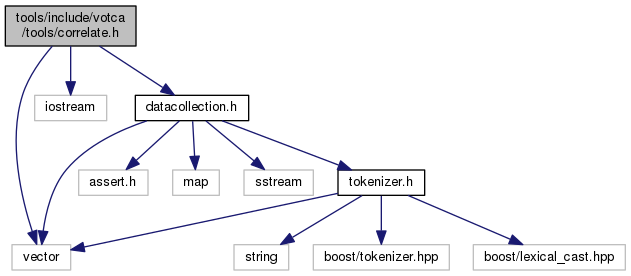 tools/include/votca
/tools/correlate.h
iostream
datacollection.h
assert.h
map
sstream
tokenizer.h
vector
string
boost/tokenizer.hpp
boost/lexical_cast.hpp